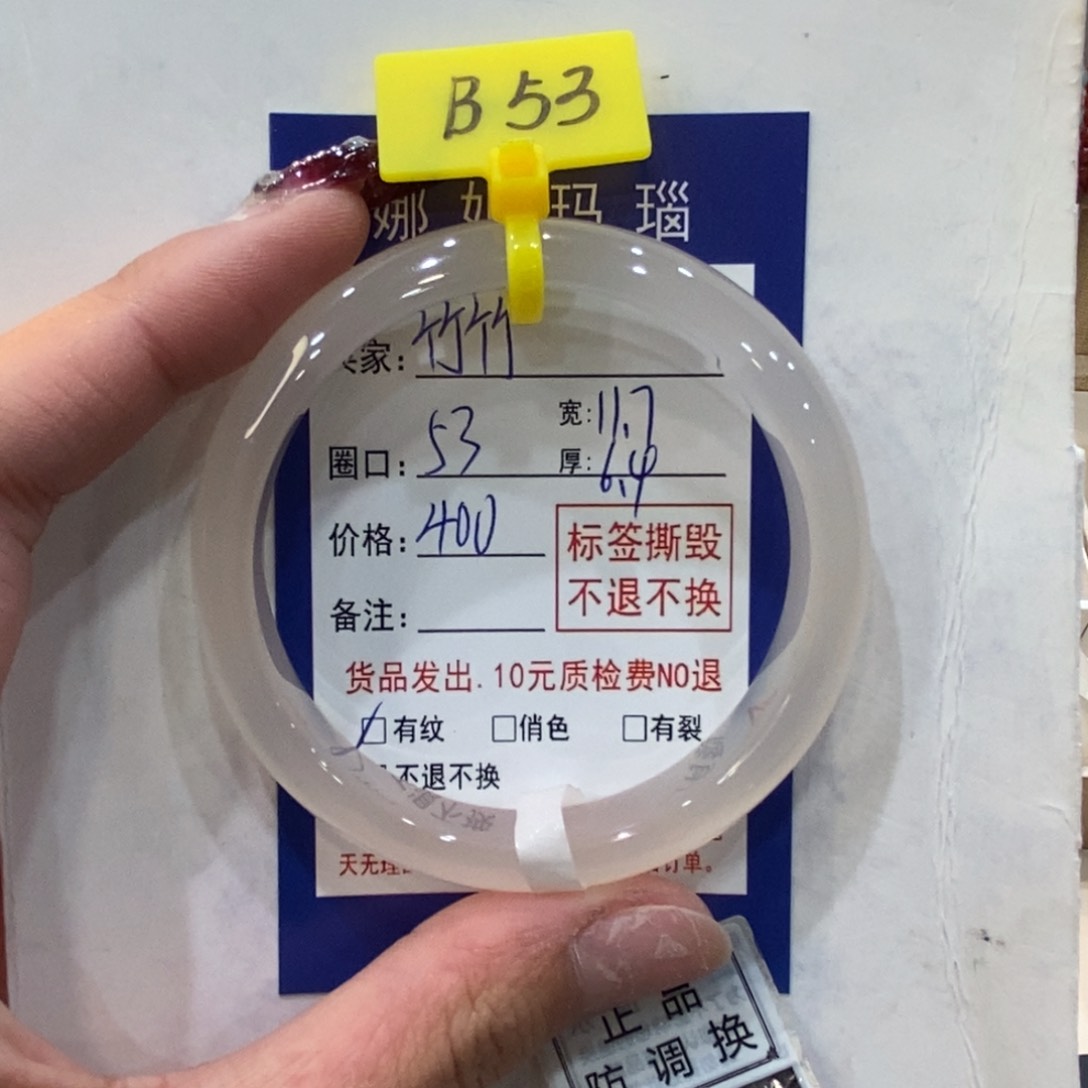 B53
娜 玛 瑙
家：竹竹
宽：11.7
圈口：53
厚：6.4
价格：400
标签撕毁
不退不换
备注：
货品发出.10元质检费NO退
☑有纹 □俏色 □有裂
不退不换
天无理 订单。
正品
防调换